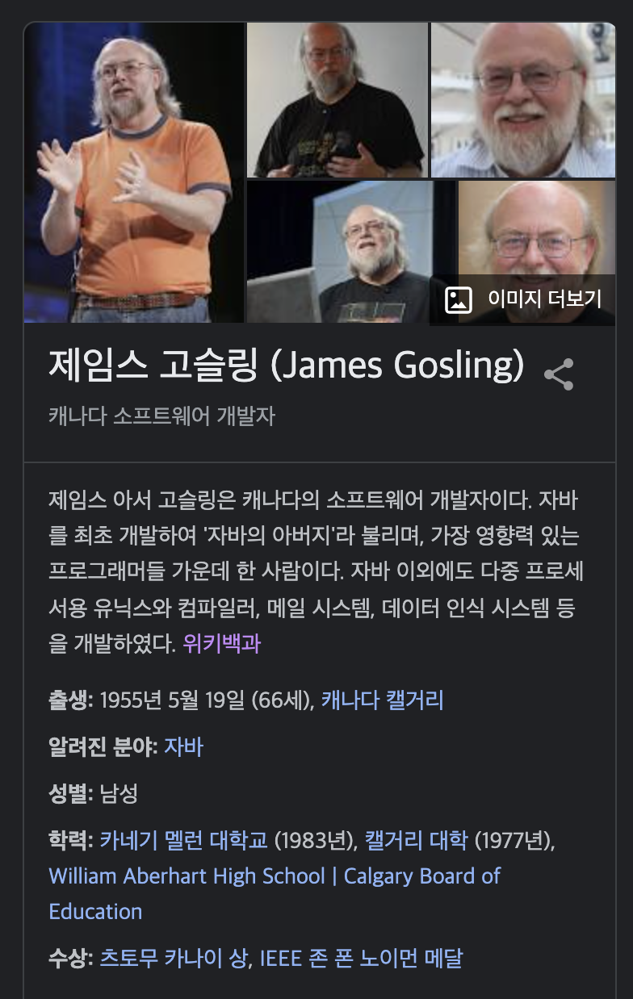 이미지 더보기
제임스 고슬링 (James Gosling)
캐나다 소프트웨어 개발자
제임스 아서 고슬링은 캐나다의 소프트웨어 개발자이다. 자바
를 최초 개발하여 '자바의 아버지'라 불리며, 가장 영향력 있는
프로그래머들 가운데 한 사람이다. 자바 이외에도 다중 프로세
서용 유닉스와 컴파일러, 메일 시스템, 데이터 인식 시스템 등
을 개발하였다. 위키백과
출생: 1955년 5월 19일 (66세), 캐나다 캘거리
알려진 분야: 자바
성별: 남성
학력: 카네기 멜런 대학교 (1983년), 캘거리 대학 (1977년),
William Aberhart High School | Calgary Board of
Education
수상: 츠토무 카나이 상, IEEE 존 폰 노이먼 메달